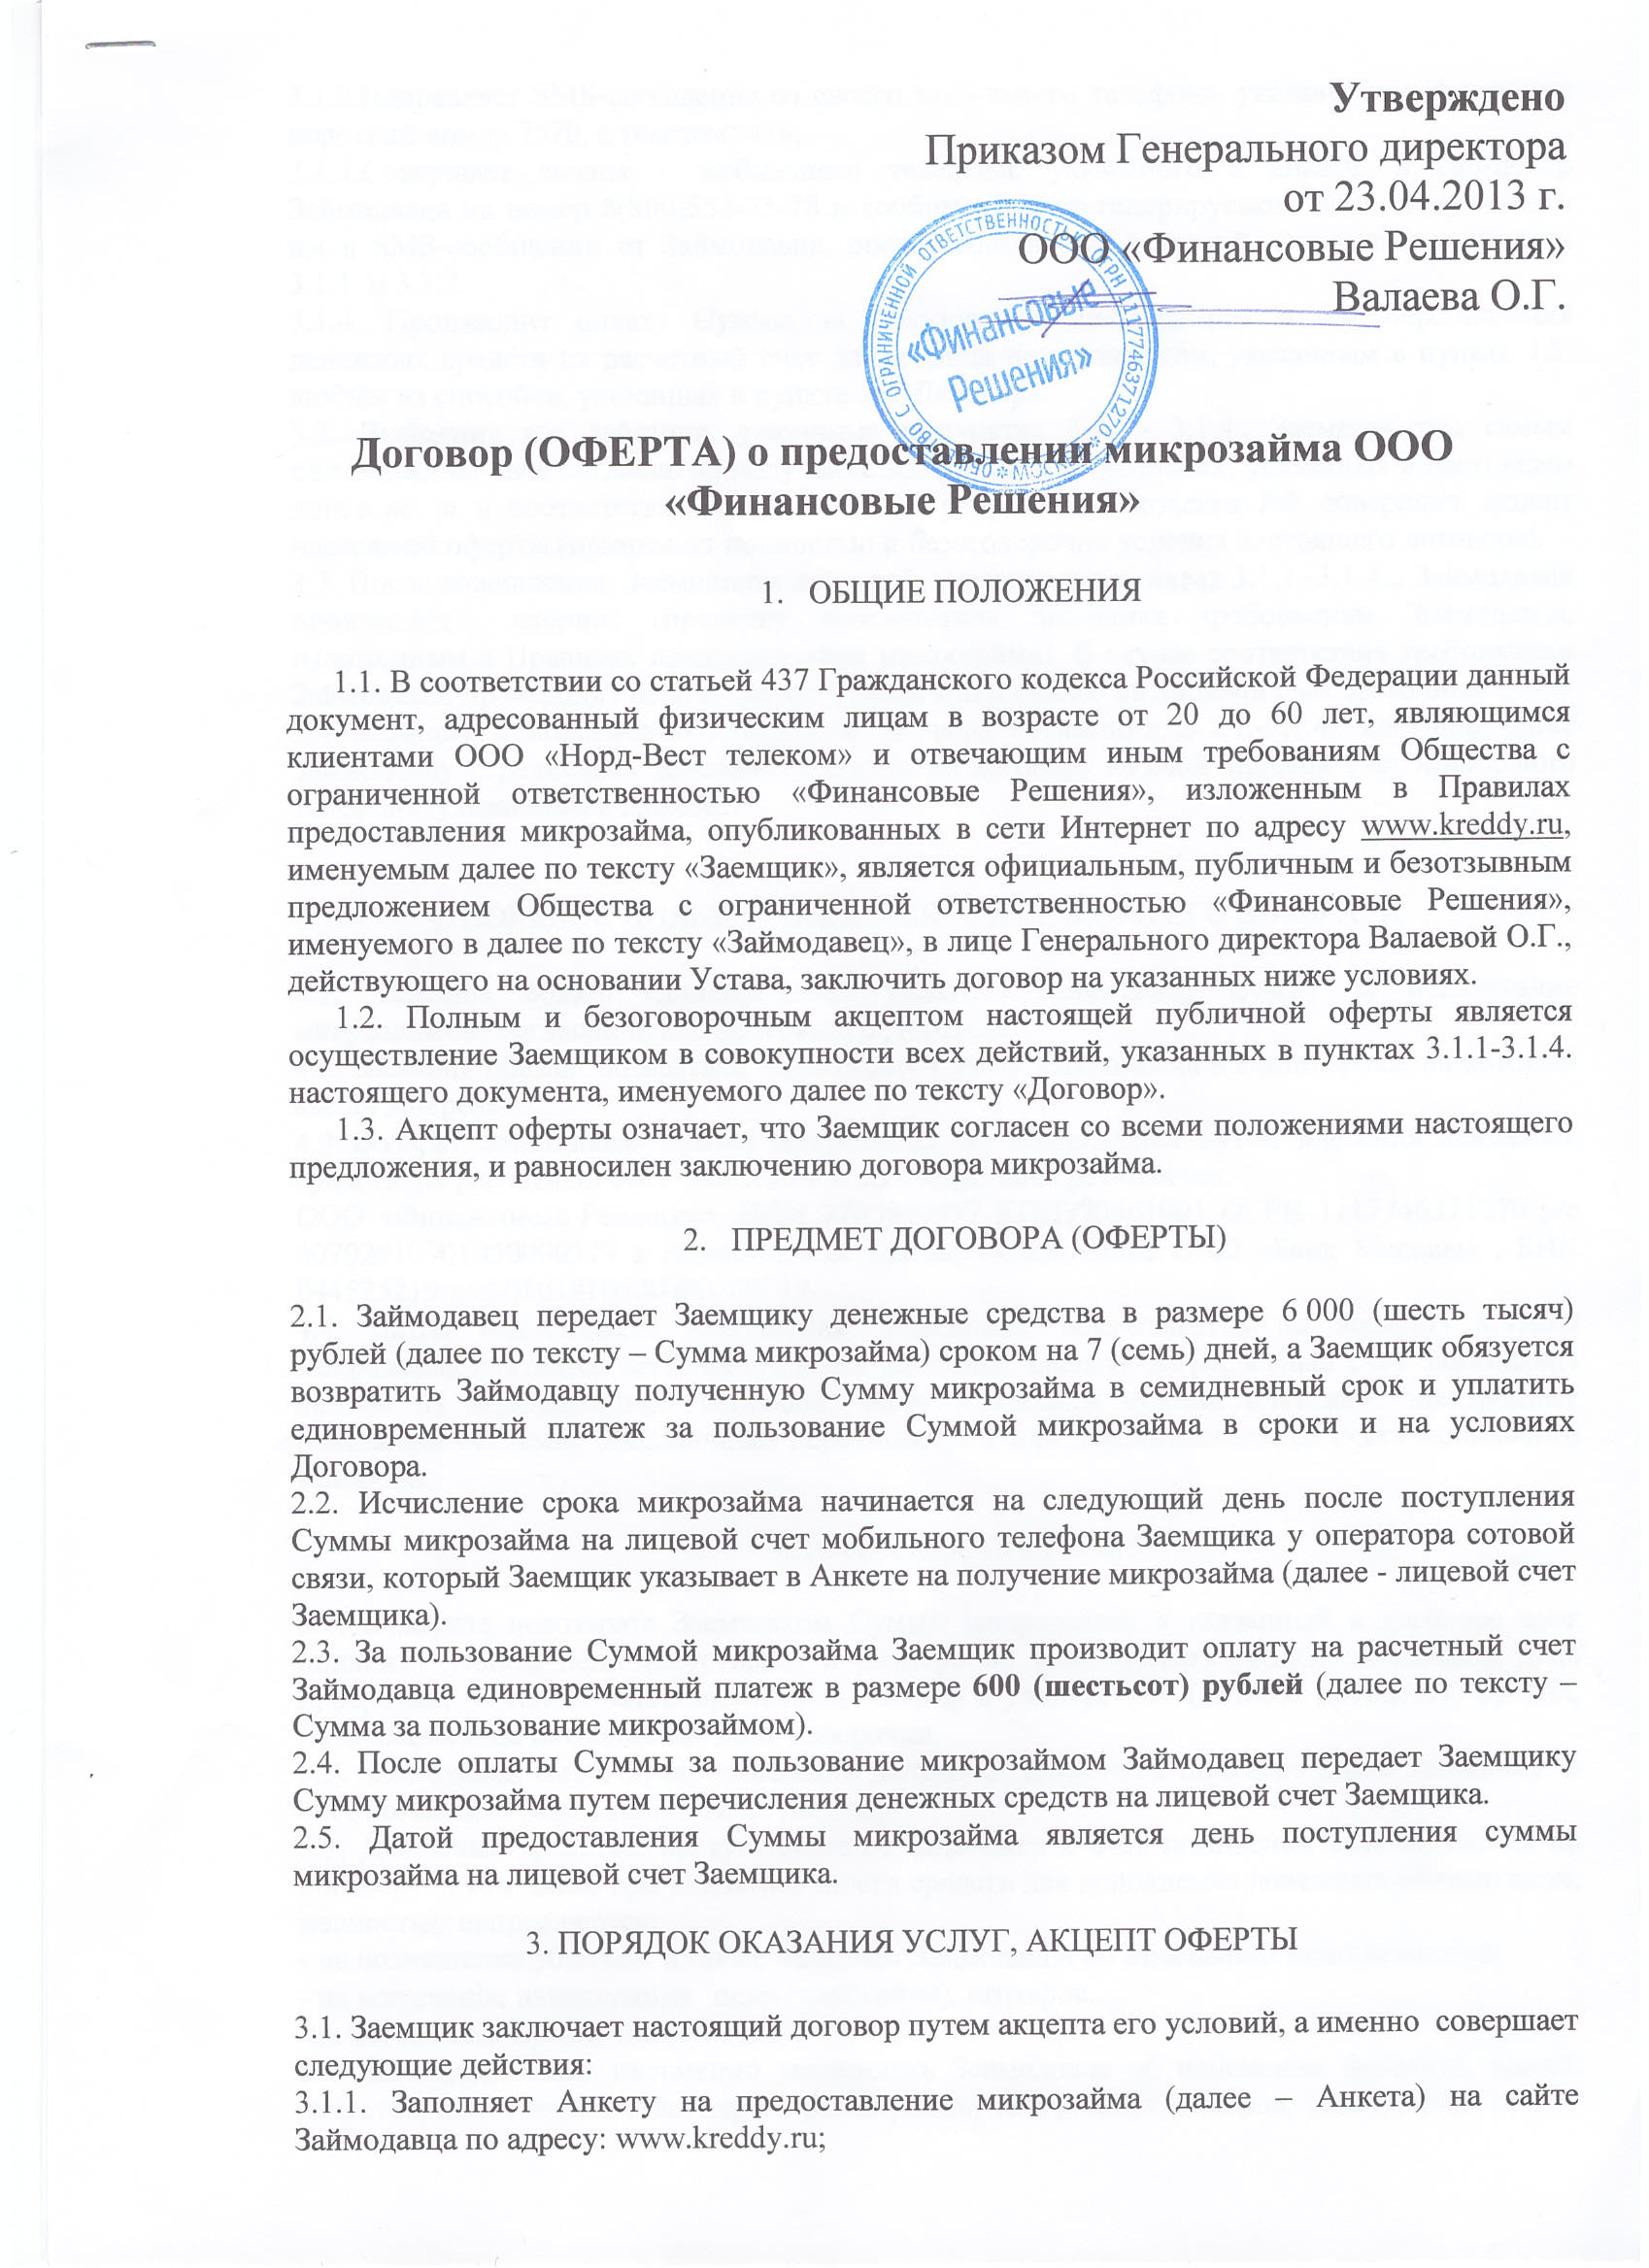 Утверждено
Приказом Генерального директора
от 23.04.2013 г.
ООО «Финансовые Решения»
Валаева О.Г.
ОБЩЕСТВО С ОГРАНИЧЕННОЙ ОТВЕТСТВЕННОСТЬЮ ОГРН 1117746371270 * МОСКВА *
«Финансовые
Решения»
Договор (ОФЕРТА) о предоставлении микрозайма ООО
«Финансовые Решения»
1. ОБЩИЕ ПОЛОЖЕНИЯ
1.1. В соответствии со статьей 437 Гражданского кодекса Российской Федерации данный
документ, адресованный физическим лицам в возрасте от 20 до 60 лет, являющимся
клиентами ООО «Норд-Вест телеком» и отвечающим иным требованиям Общества с
ограниченной ответственностью «Финансовые Решения», изложенным в Правилах
предоставления микрозайма, опубликованных в сети Интернет по адресу www.kreddy.ru,
именуемым далее по тексту «Заемщик», является официальным, публичным и безотзывным
предложением Общества с ограниченной ответственностью «Финансовые Решения»,
именуемого в далее по тексту «Займодавец», в лице Генерального директора Валаевой О.Г.,
действующего на основании Устава, заключить договор на указанных ниже условиях.
1.2. Полным и безоговорочным акцептом настоящей публичной оферты является
осуществление Заемщиком в совокупности всех действий, указанных в пунктах 3.1.1-3.1.4.
настоящего документа, именуемого далее по тексту «Договор».
1.3. Акцепт оферты означает, что Заемщик согласен со всеми положениями настоящего
предложения, и равносилен заключению договора микрозайма.
2. ПРЕДМЕТ ДОГОВОРА (ОФЕРТЫ)
2.1. Займодавец передает Заемщику денежные средства в размере 6 000 (шесть тысяч)
рублей (далее по тексту – Сумма микрозайма) сроком на 7 (семь) дней, а Заемщик обязуется
возвратить Займодавцу полученную Сумму микрозайма в семидневный срок и уплатить
единовременный платеж за пользование Суммой микрозайма в сроки и на условиях
Договора.
2.2. Исчисление срока микрозайма начинается на следующий день после поступления
Суммы микрозайма на лицевой счет мобильного телефона Заемщика у оператора сотовой
связи, который Заемщик указывает в Анкете на получение микрозайма (далее - лицевой счет
Заемщика).
2.3. За пользование Суммой микрозайма Заемщик производит оплату на расчетный счет
Займодавца единовременный платеж в размере 600 (шестьсот) рублей (далее по тексту –
Сумма за пользование микрозаймом).
2.4. После оплаты Суммы за пользование микрозаймом Займодавец передает Заемщику
Сумму микрозайма путем перечисления денежных средств на лицевой счет Заемщика.
2.5. Датой предоставления Суммы микрозайма является день поступления суммы
микрозайма на лицевой счет Заемщика.
3. ПОРЯДОК ОКАЗАНИЯ УСЛУГ, АКЦЕПТ ОФЕРТЫ
3.1. Заемщик заключает настоящий договор путем акцепта его условий, а именно совершает
следующие действия:
3.1.1. Заполняет Анкету на предоставление микрозайма (далее – Анкета) на сайте
Займодавца по адресу: www.kreddy.ru;